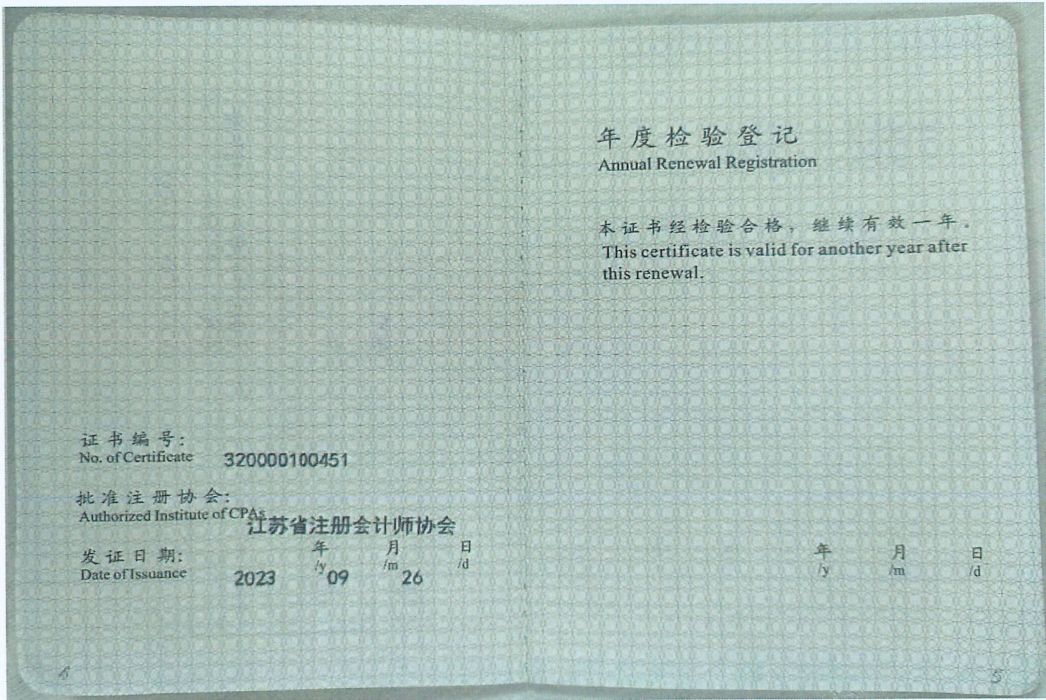 证书编号:
No. of Certificate 320000100451
批准注册协会:
Authorized Institute of CPAs
江苏省注册会计师协会
发证日期: 年 月 日
Date of Issuance /y /m /d
2023 09 26
4
年度检验登记
Annual Renewal Registration
本证书经检验合格，继续有效一年。
This certificate is valid for another year after
this renewal.
年 月 日
/y /m /d
5